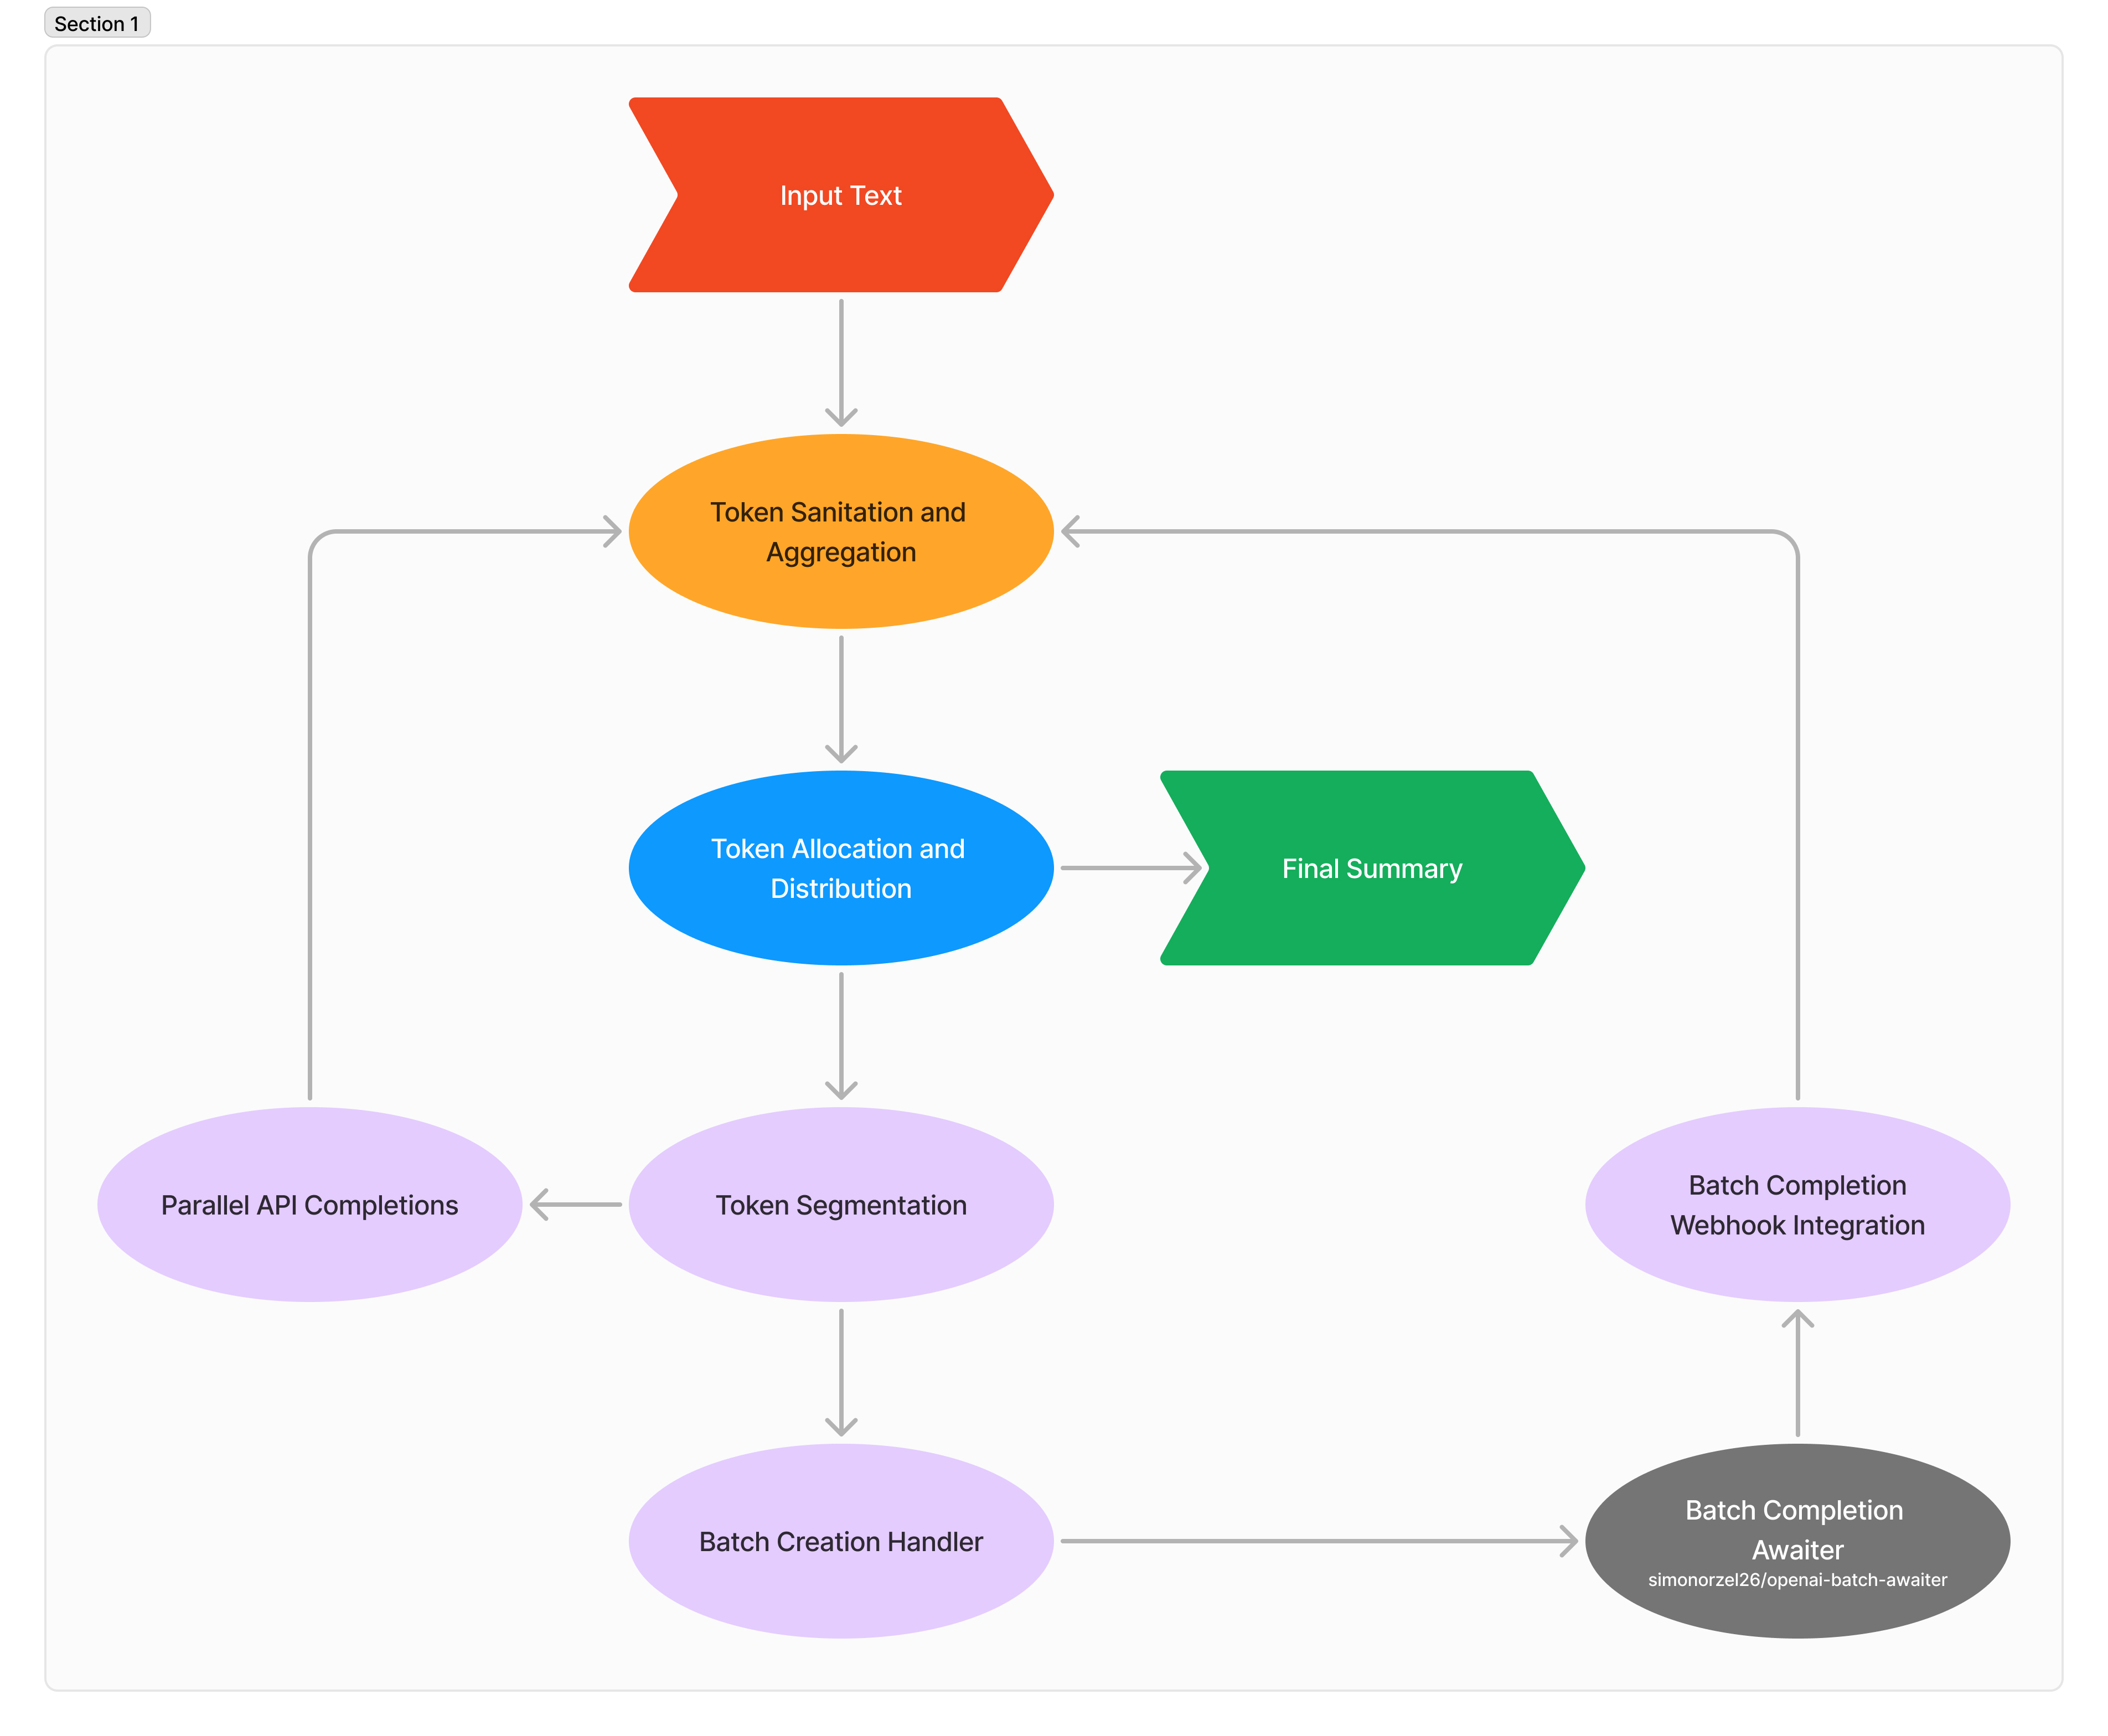 Section 1
Input Text
Token Sanitation and
Aggregation
Token Allocation and
Distribution
Final Summary
Parallel API Completions
Token Segmentation
Batch Completion
Webhook Integration
Batch Creation Handler
Batch Completion
Awaiter
simonorzel26/openai-batch-awaiter